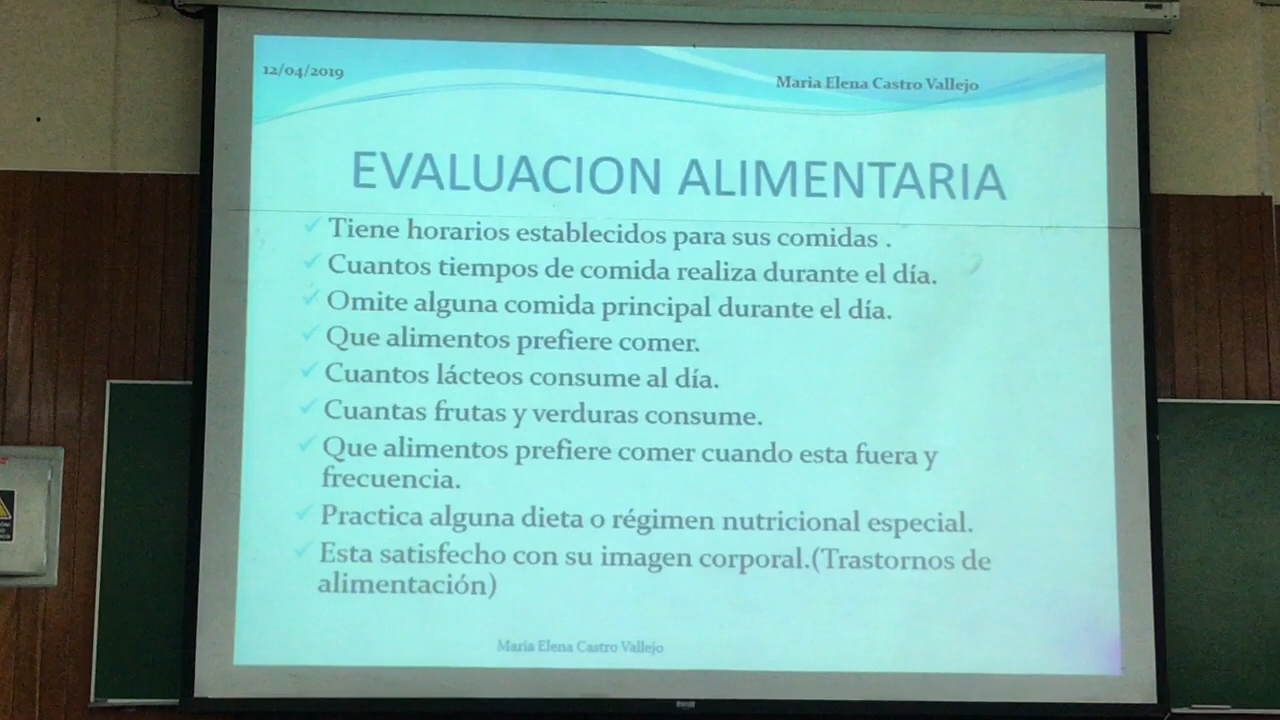 12/04/2019
Maria Elena Castro Vallejo
EVALUACION ALIMENTARIA
Tiene horarios establecidos para sus comidas .
Cuantos tiempos de comida realiza durante el día.
Omite alguna comida principal durante el día.
Que alimentos prefiere comer.
Cuantos lácteos consume al día.
Cuantas frutas y verduras consume.
Que alimentos prefiere comer cuando esta fuera y
frecuencia.
Practica alguna dieta o régimen nutricional especial.
Esta satisfecho con su imagen corporal.(Trastornos de
alimentación)
Maria Elena Castro Vallejo